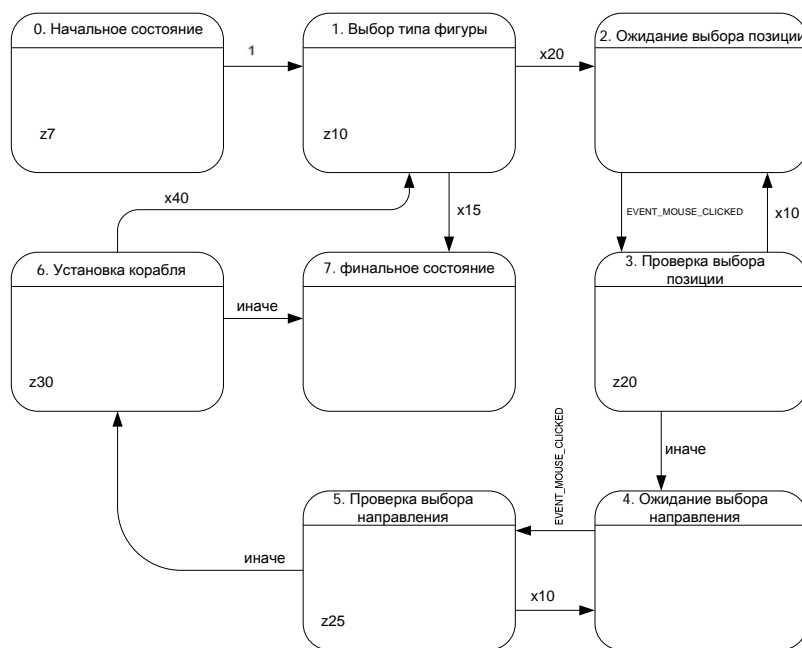 0. Начальное состояние
1
1. Выбор типа фигуры
x20
2. Ожидание выбора позиции
z7
z10
x40
x15
EVENT_MOUSE_CLICKED
x10
6. Установка корабля
7. финальное состояние
3. Проверка выбора
позиции
иначе
z30
z20
EVENT_MOUSE_CLICKED
иначе
5. Проверка выбора
направления
4. Ожидание выбора
направления
иначе
x10
z25